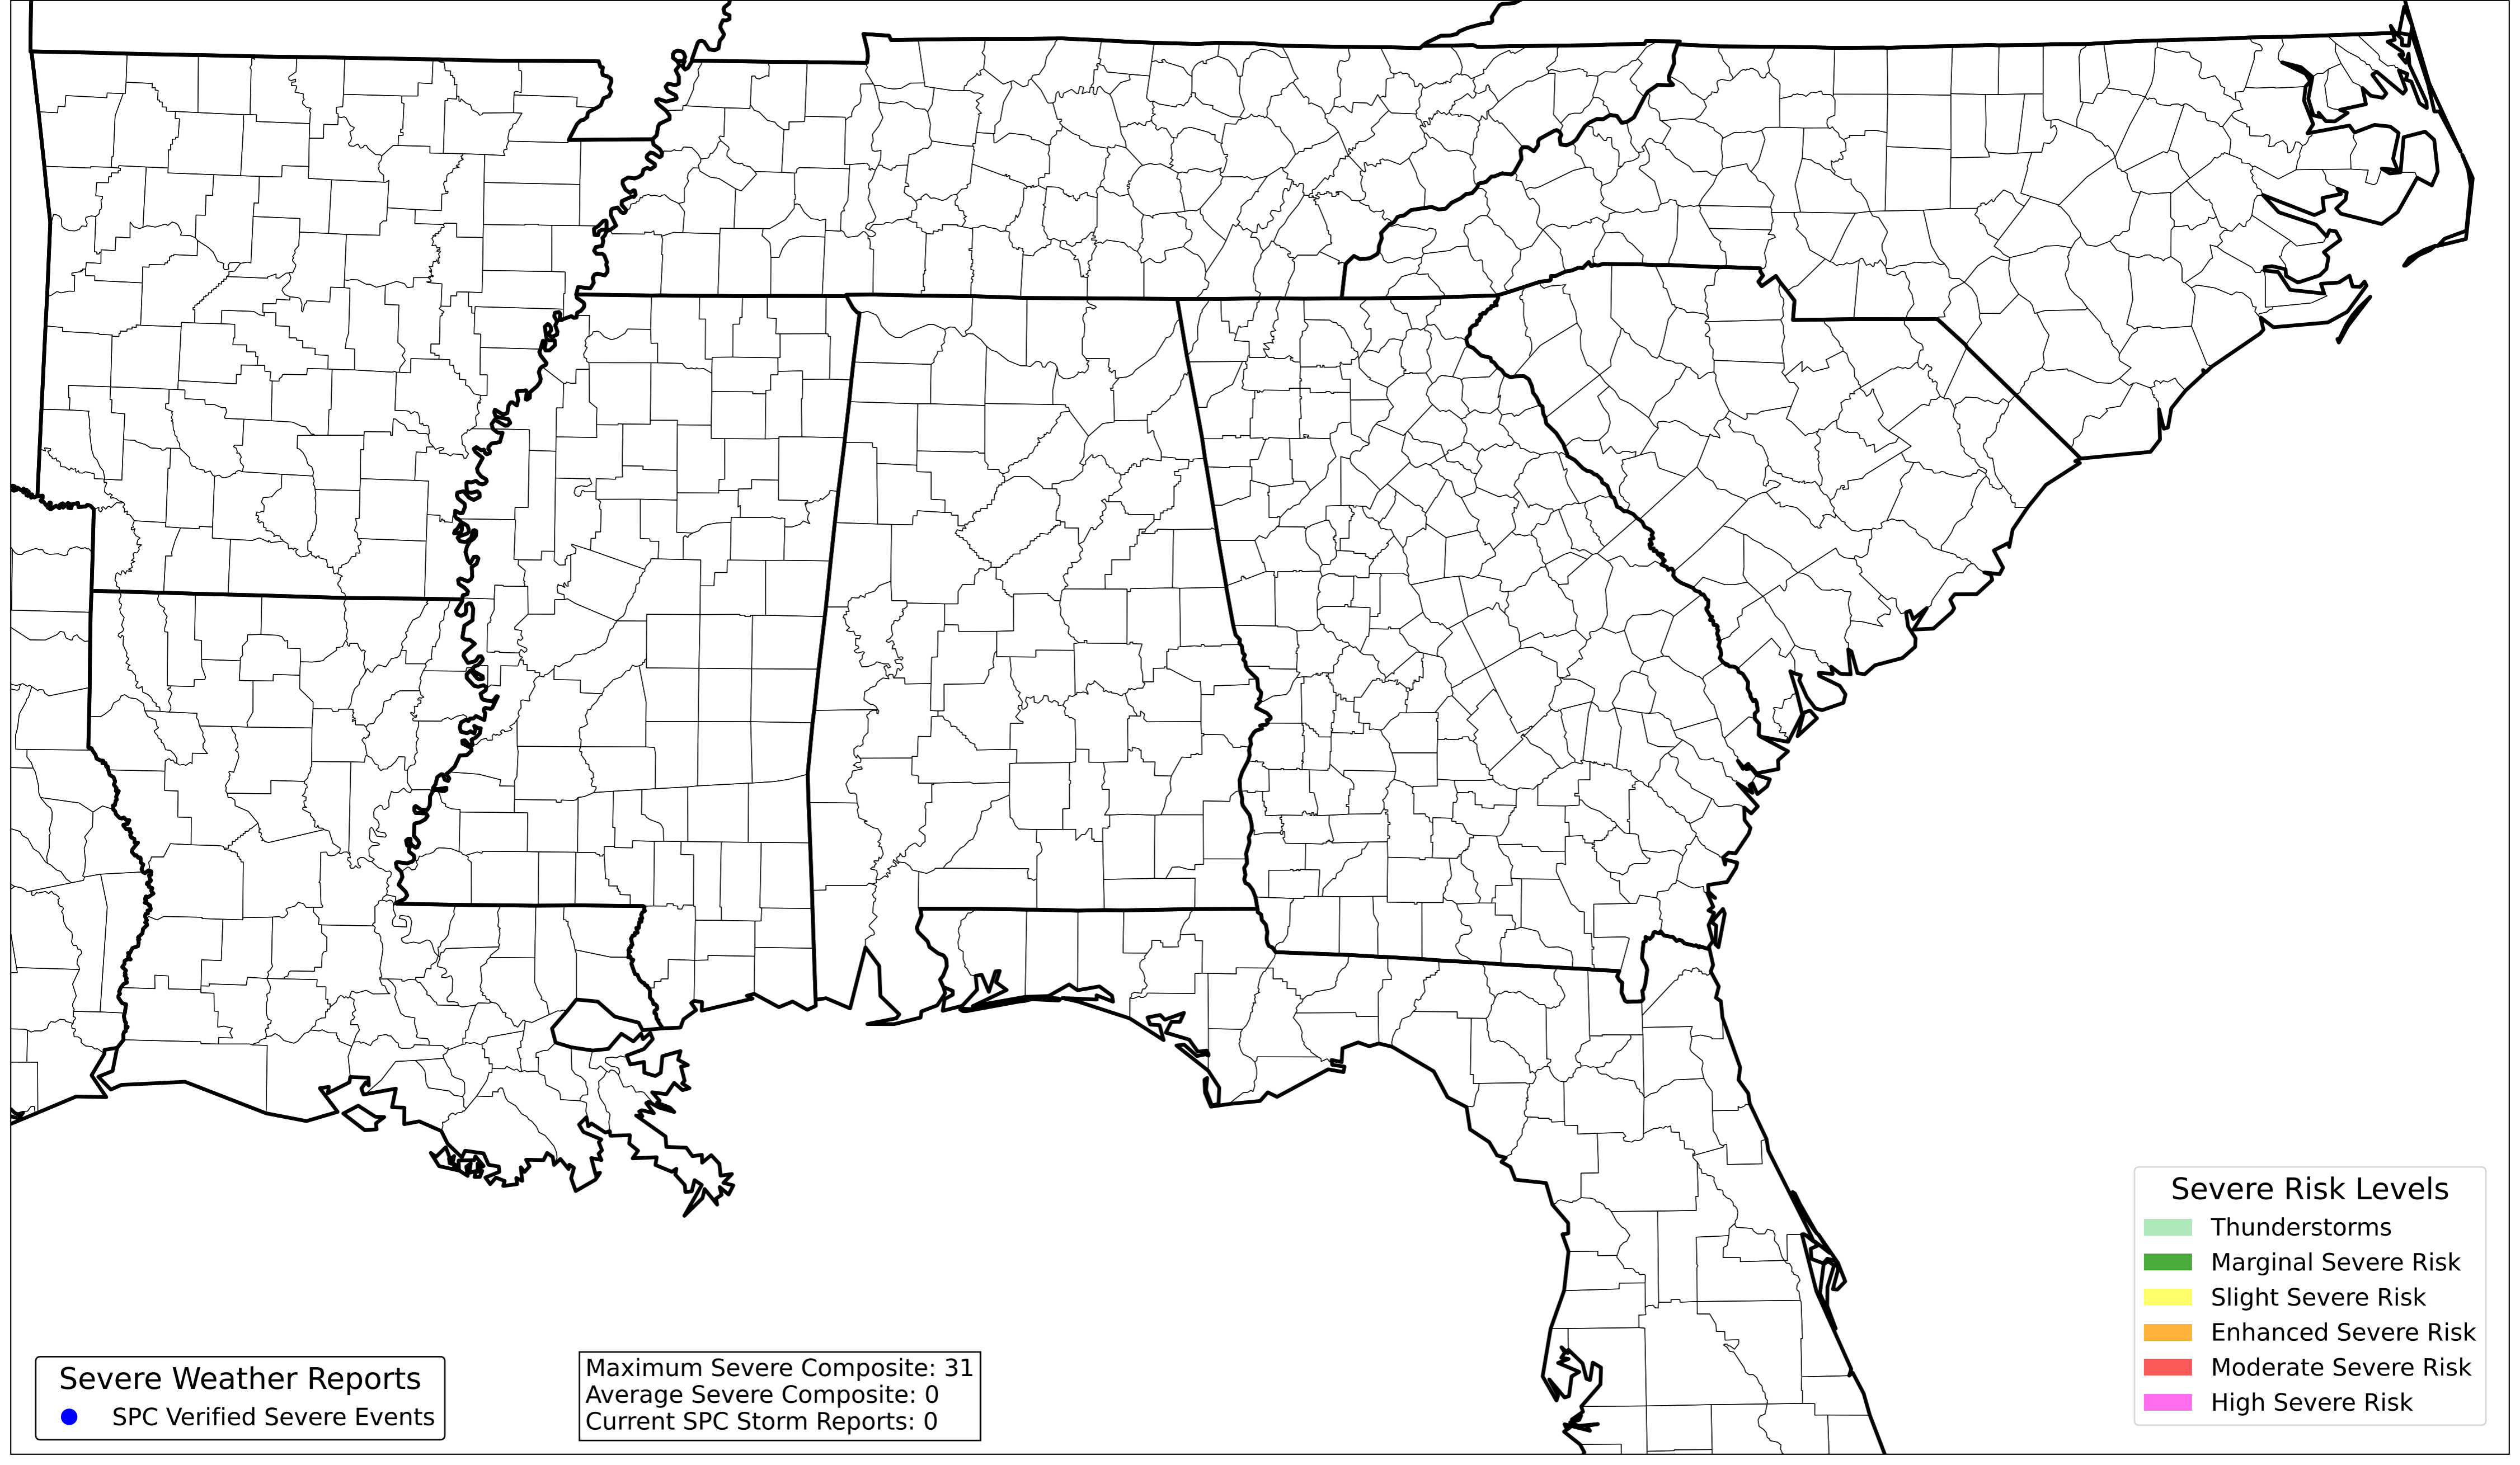 Severe Weather Reports
SPC Verified Severe Events
Maximum Severe Composite: 31
Average Severe Composite: 0
Current SPC Storm Reports: 0
Severe Risk Levels
Thunderstorms
Marginal Severe Risk
Slight Severe Risk
Enhanced Severe Risk
Moderate Severe Risk
High Severe Risk